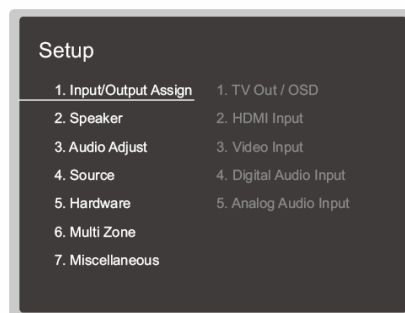 Setup
1. Input/Output Assign
2. Speaker
3. Audio Adjust
4. Source
5. Hardware
6. Multi Zone
7. Miscellaneous
1. TV Out / OSD
2. HDMI Input
3. Video Input
4. Digital Audio Input
5. Analog Audio Input